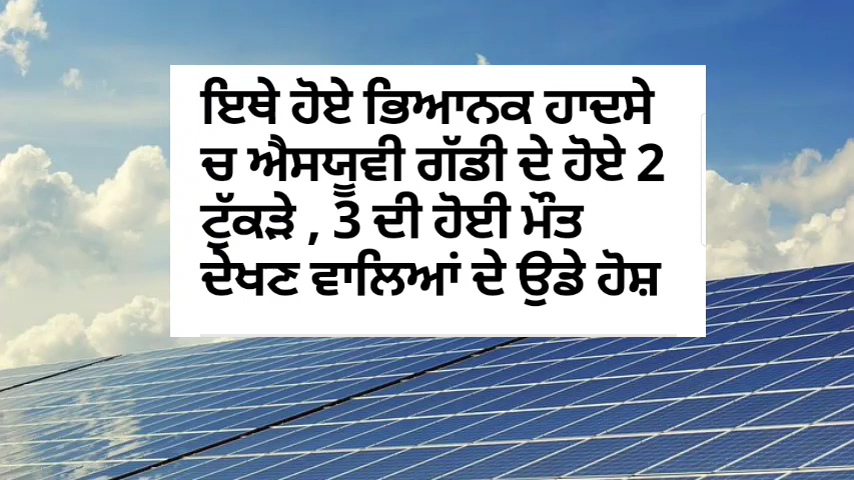 ਇਥੇ ਹੋਏ ਭਿਆਨਕ ਹਾਦਸੇ
ਚ ਐਸਯੂਵੀ ਗੱਡੀ ਦੇ ਹੋਏ 2
ਟੁੱਕੜੇ , 3 ਦੀ ਹੋਈ ਮੌਤ
ਦੇਖਣ ਵਾਲਿਆਂ ਦੇ ਉਡੇ ਹੋਸ਼